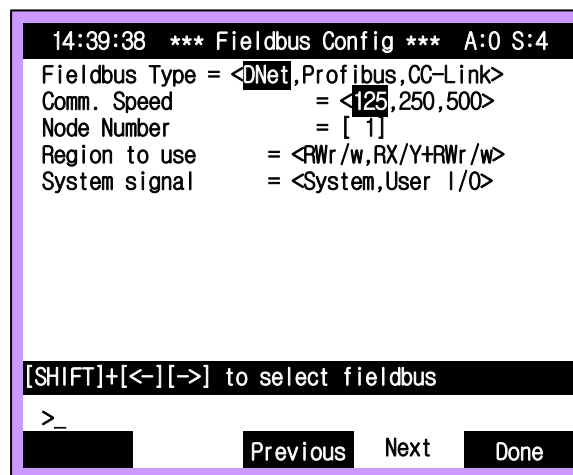 14:39:38 *** Fieldbus Config *** A:0 S:4
Fieldbus Type = <DNet,Profibus,CC-Link>
Comm. Speed = <125,250,500>
Node Number = [ 1]
Region to use = <RWr/w,RX/Y+RWr/w>
System signal = <System,User I/O>
[SHIFT]+[<-][->] to select fieldbus
>_
Previous Next Done